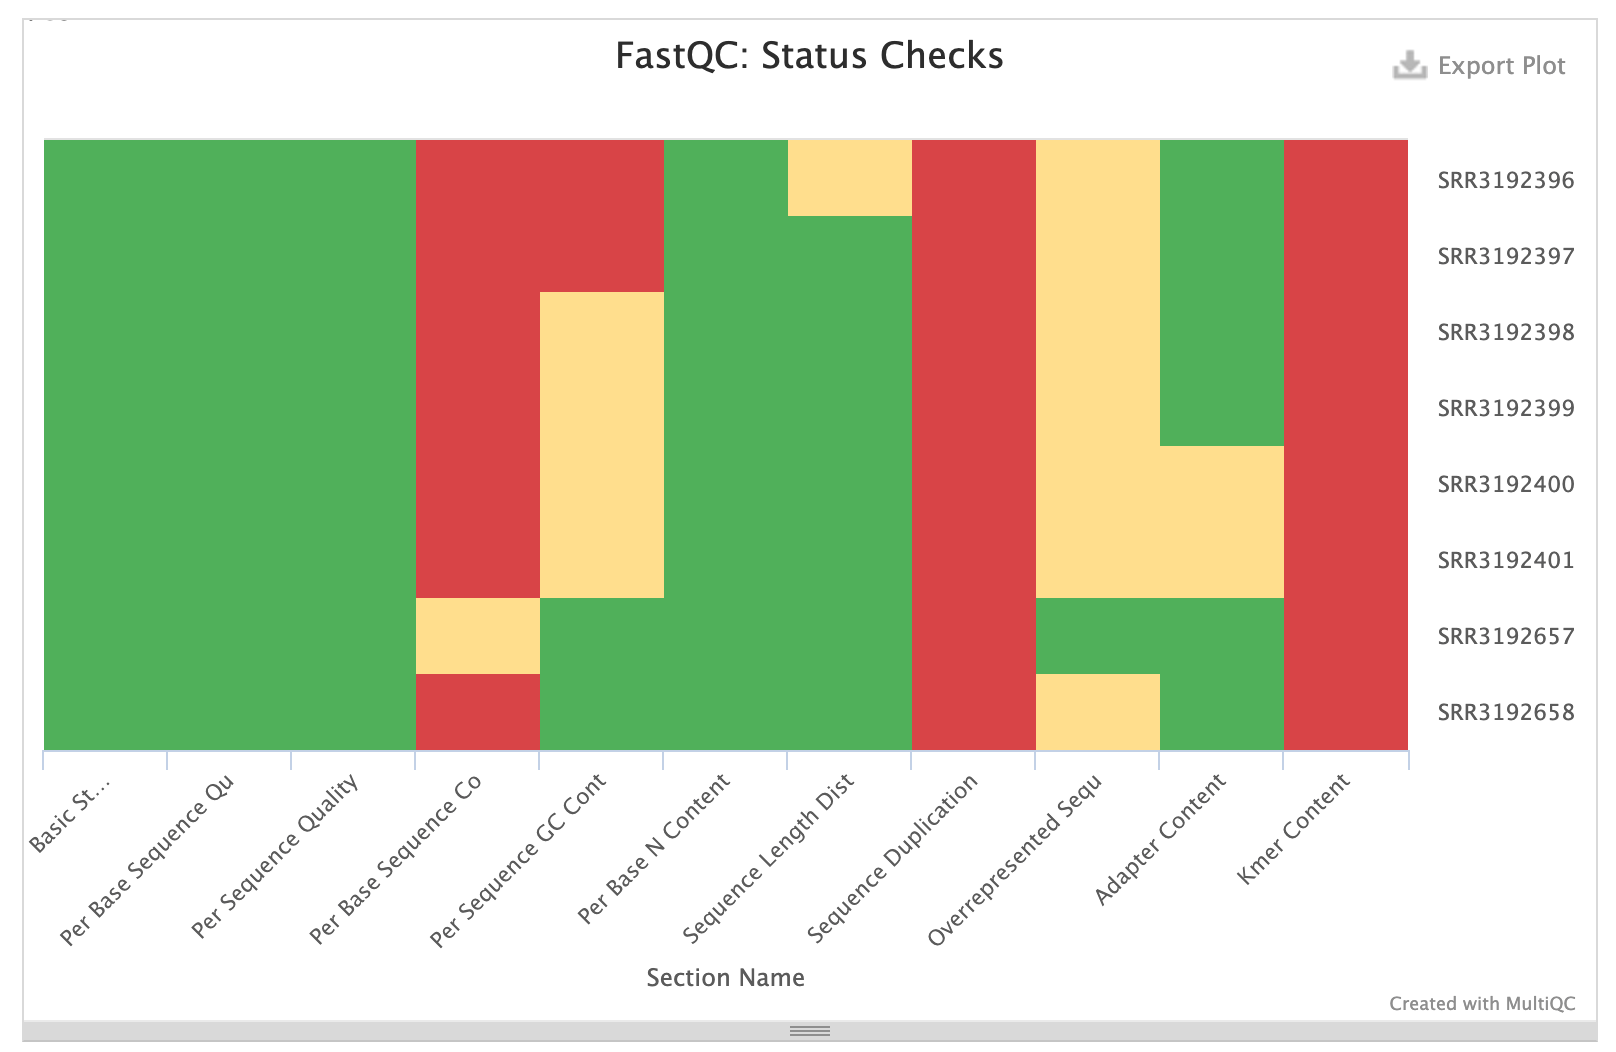 FastQC: Status Checks
Export Plot
SRR3192396
SRR3192397
SRR3192398
SRR3192399
SRR3192400
SRR3192401
SRR3192657
SRR3192658
Basic St...
Per Base Sequence Qu
Per Sequence Quality
Per Base Sequence Co
Per Sequence GC Cont
Per Base N Content
Sequence Length Dist
Sequence Duplication
Overrepresented Sequ
Adapter Content
Kmer Content
Section Name
Created with MultiQC